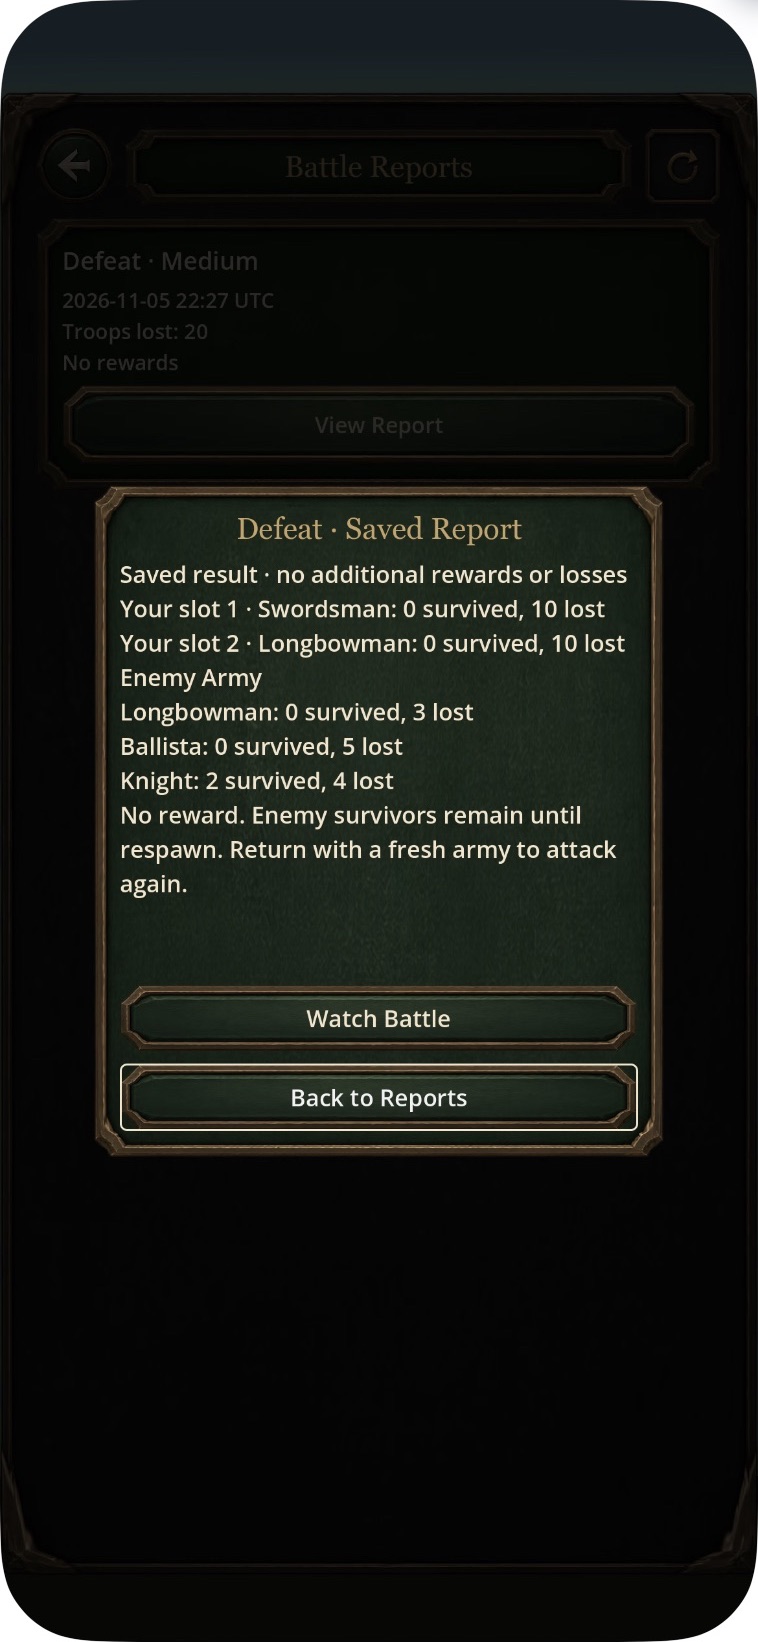 Battle Reports
Defeat · Medium
2026-11-05 22:27 UTC
Troops lost: 20
No rewards
View Report
Defeat · Saved Report
Saved result · no additional rewards or losses
Your slot 1 · Swordsman: 0 survived, 10 lost
Your slot 2 · Longbowman: 0 survived, 10 lost
Enemy Army
Longbowman: 0 survived, 3 lost
Ballista: 0 survived, 5 lost
Knight: 2 survived, 4 lost
No reward. Enemy survivors remain until
respawn. Return with a fresh army to attack
again.
Watch Battle
Back to Reports